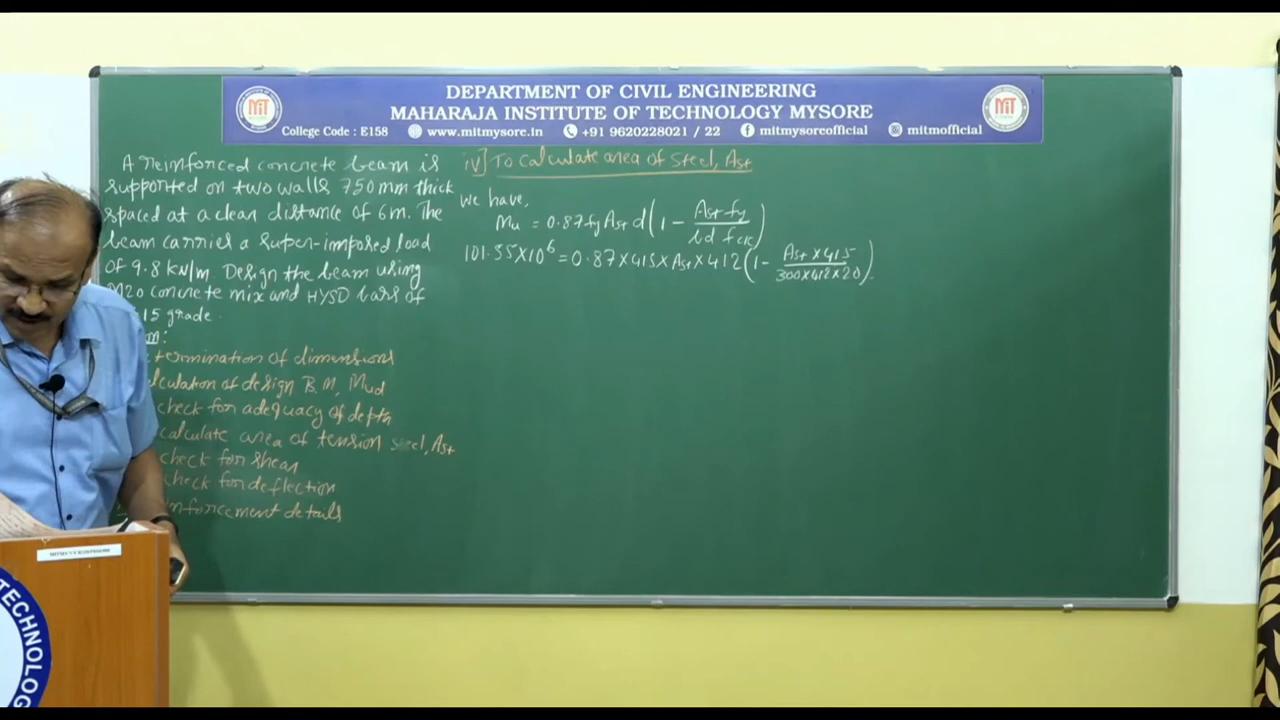 DEPARTMENT OF CIVIL ENGINEERING
MAHARAJA INSTITUTE OF TECHNOLOGY MYSORE
College Code : E158 www.mitmysore.in +91 9620228021 / 22 mitmysoreofficial mitmofficial
MIT
MIT
A reinforced concrete beam is
supported on two walls 750mm thick
spaced at a clear distance of 6m. The
beam carries a super-imposed load
of 9.8 kN/m. Design the beam using
M20 concrete mix and HYSD bars of
15 grade.
termination of dimensions
lculation of design B.M, Mud
check for adequacy of depth
calculate area of tension steel, Ast
check for shear
check for deflection
inforcement details
iv] To calculate area of steel, Ast
we have,
Mu = 0.87 fy Ast d (1 - Ast fy / bd fck)
101.35×10⁶ = 0.87×415×Ast×412 (1 - Ast×415 / 300×412×20).
TECHNOLOGY